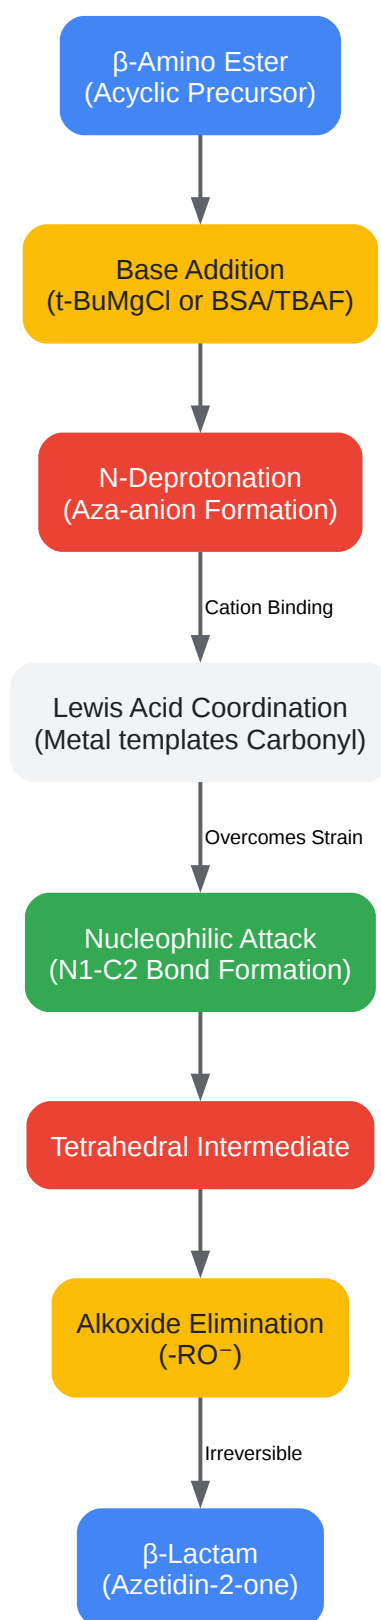 β-Amino Ester
(Acyclic Precursor)
Base Addition
(t-BuMgCl or BSA/TBAF)
N-Deprotonation
(Aza-anion Formation)
Cation Binding
Lewis Acid Coordination
(Metal templates Carbonyl)
Overcomes Strain
Nucleophilic Attack
(N1-C2 Bond Formation)
Tetrahedral Intermediate
Alkoxide Elimination
(-RO⁻)
Irreversible
β-Lactam
(Azetidin-2-one)